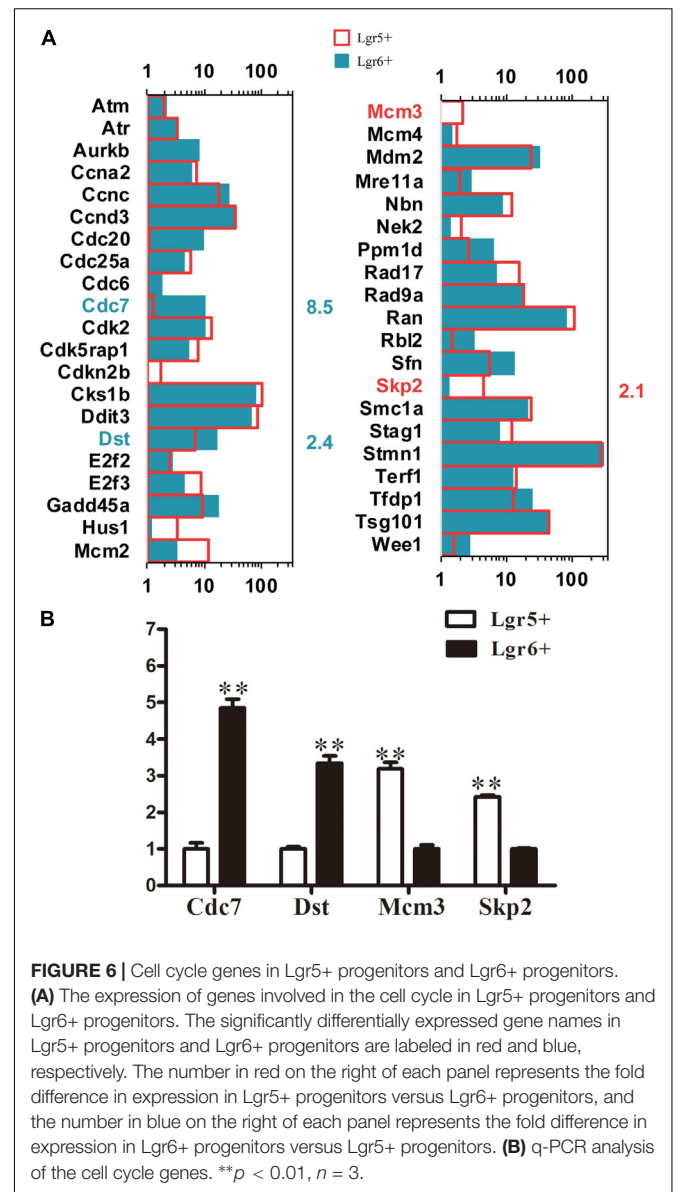 A
Lgr5+
Lgr6+
1 10 100
1 10 100
Atm
Atr
Aurkb
Ccna2
Ccnc
Ccnd3
Cdc20
Cdc25a
Cdc6
Cdc7
8.5
Cdk2
Cdk5rap1
Cdkn2b
Cks1b
Ddit3
Dst
2.4
E2f2
E2f3
Gadd45a
Hus1
Mcm2
1 10 100
Mcm3
Mcm4
Mdm2
Mre11a
Nbn
Nek2
Ppm1d
Rad17
Rad9a
Ran
Rbl2
Sfn
Skp2
2.1
Smc1a
Stag1
Stmn1
Terf1
Tfdp1
Tsg101
Wee1
1 10 100
B
Lgr5+
Lgr6+
7
6
5
4
3
2
1
0
**
**
**
**
Cdc7 Dst Mcm3 Skp2
FIGURE 6 | Cell cycle genes in Lgr5+ progenitors and Lgr6+ progenitors.
(A) The expression of genes involved in the cell cycle in Lgr5+ progenitors and
Lgr6+ progenitors. The significantly differentially expressed gene names in
Lgr5+ progenitors and Lgr6+ progenitors are labeled in red and blue,
respectively. The number in red on the right of each panel represents the fold
difference in expression in Lgr5+ progenitors versus Lgr6+ progenitors, and
the number in blue on the right of each panel represents the fold difference in
expression in Lgr6+ progenitors versus Lgr5+ progenitors. (B) q-PCR analysis
of the cell cycle genes. **p < 0.01, n = 3.